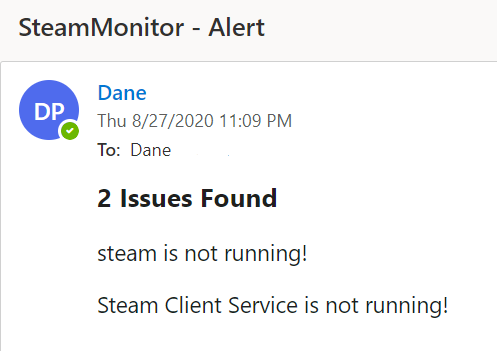 SteamMonitor - Alert
DP
Dane
Thu 8/27/2020 11:09 PM
To: Dane
2 Issues Found
steam is not running!
Steam Client Service is not running!